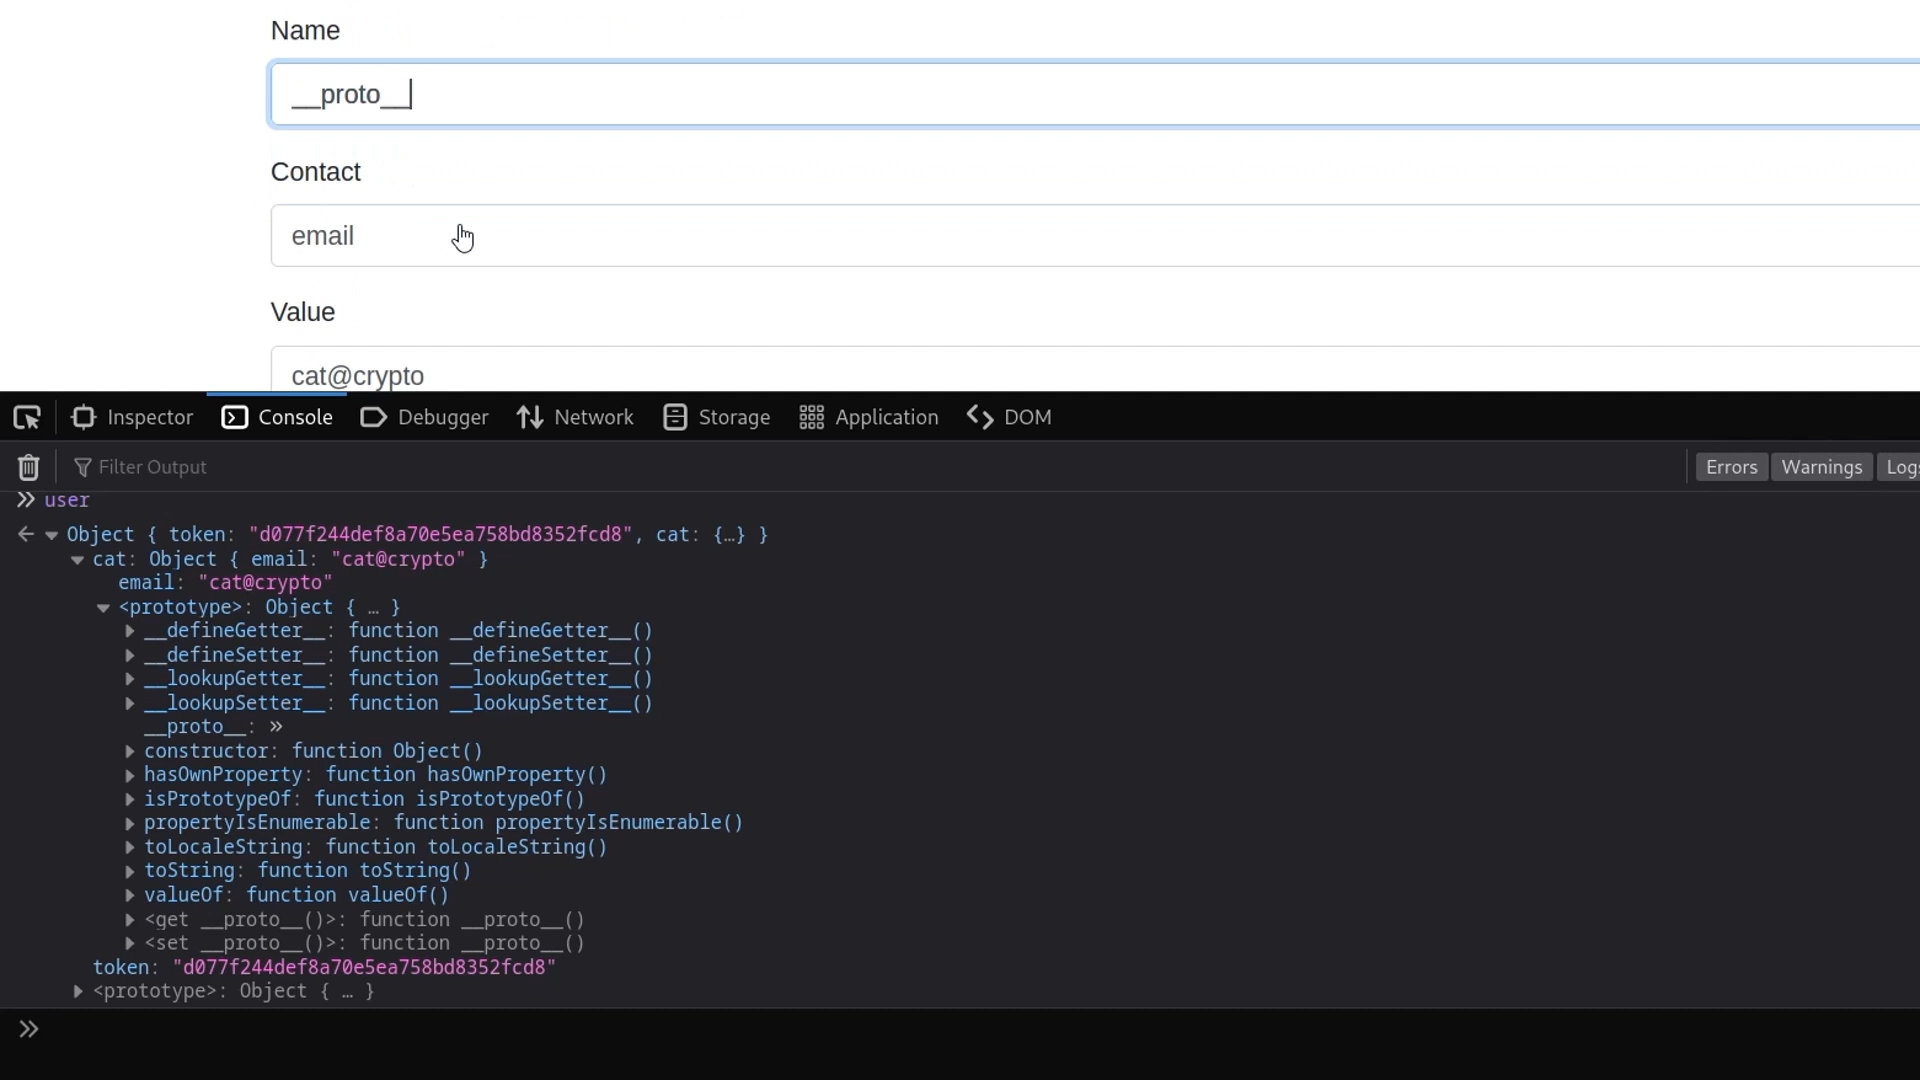 Name
__proto__
Contact
email
Value
cat@crypto
Inspector Console Debugger Network Storage Application DOM
Filter Output Errors Warnings Logs
» user
← ▼ Object { token: "d077f244def8a70e5ea758bd8352fcd8", cat: {…} }
▼ cat: Object { email: "cat@crypto" }
email: "cat@crypto"
▼ <prototype>: Object { … }
▶ __defineGetter__: function __defineGetter__()
▶ __defineSetter__: function __defineSetter__()
▶ __lookupGetter__: function __lookupGetter__()
▶ __lookupSetter__: function __lookupSetter__()
__proto__: »
▶ constructor: function Object()
▶ hasOwnProperty: function hasOwnProperty()
▶ isPrototypeOf: function isPrototypeOf()
▶ propertyIsEnumerable: function propertyIsEnumerable()
▶ toLocaleString: function toLocaleString()
▶ toString: function toString()
▶ valueOf: function valueOf()
▶ <get __proto__()>: function __proto__()
▶ <set __proto__()>: function __proto__()
token: "d077f244def8a70e5ea758bd8352fcd8"
▶ <prototype>: Object { … }
»